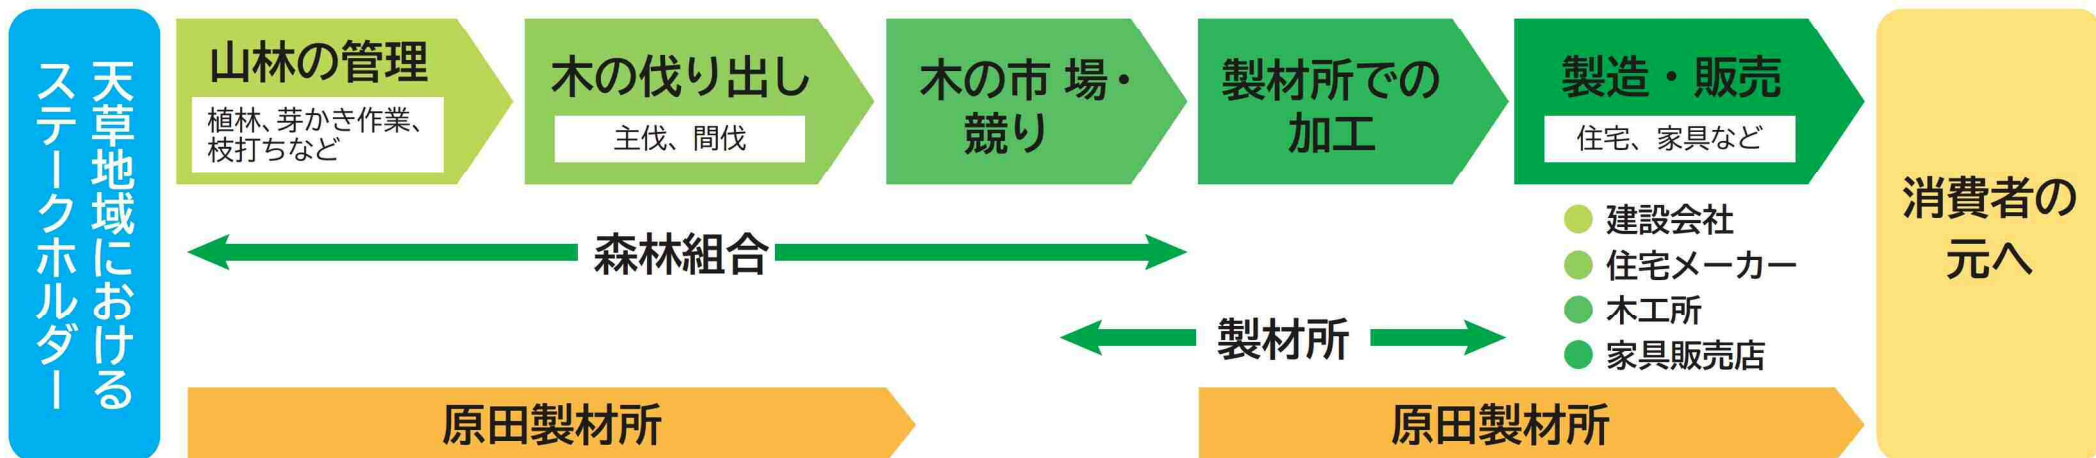 天草地域における
ステークホルダー
山林の管理
植林、芽かき作業、
枝打ちなど
木の伐り出し
主伐、間伐
木の市 場・
競り
製材所での
加工
製造・販売
住宅、家具など
森林組合
製材所
建設会社
住宅メーカー
木工所
家具販売店
原田製材所
原田製材所
消費者の
元へ